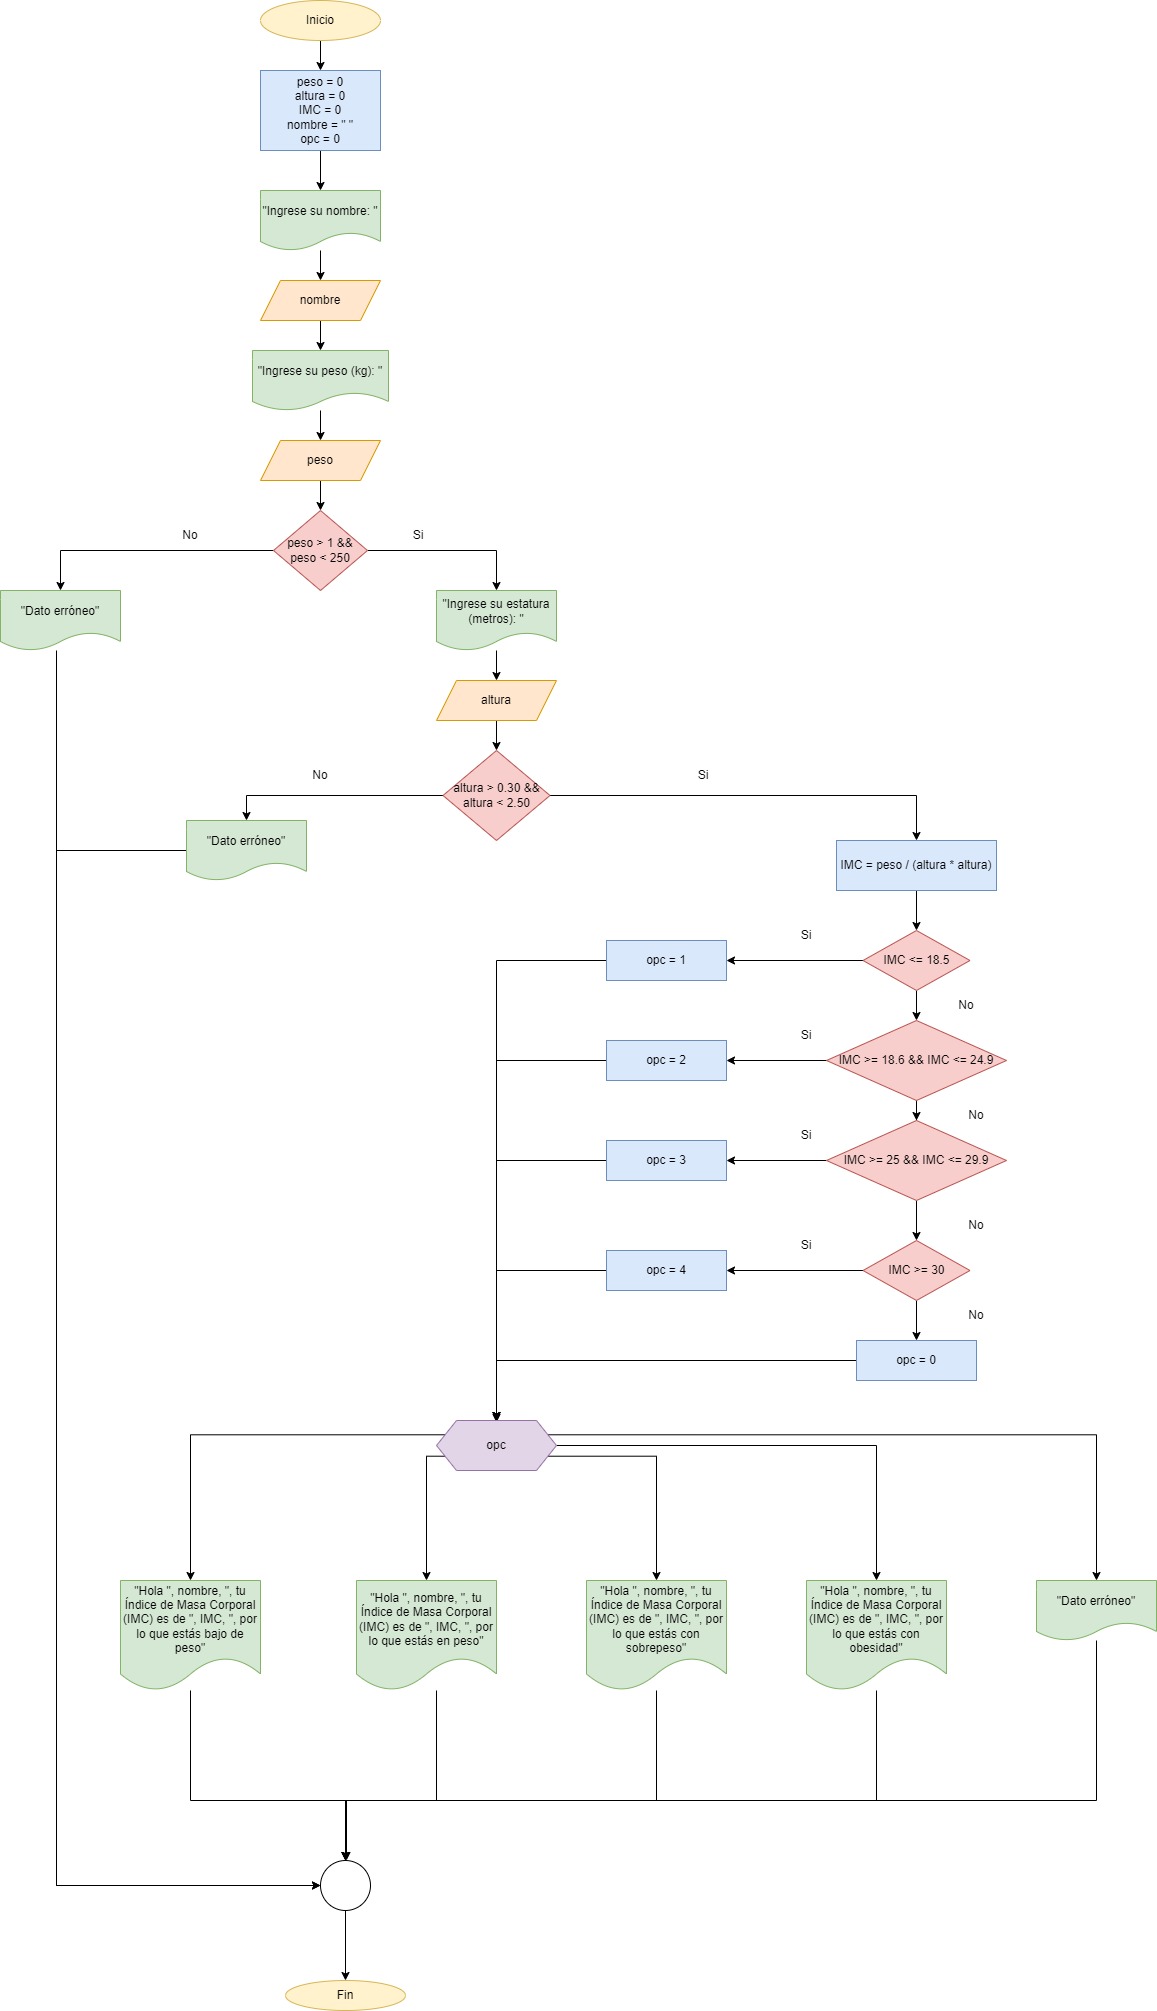 Inicio
peso = 0
altura = 0
IMC = 0
nombre = " "
opc = 0
"Ingrese su nombre: "
nombre
"Ingrese su peso (kg): "
peso
No
Si
peso > 1 &&
peso < 250
"Dato erróneo"
"Ingrese su estatura
(metros): "
altura
No
Si
altura > 0.30 &&
altura < 2.50
"Dato erróneo"
IMC = peso / (altura * altura)
Si
opc = 1
IMC <= 18.5
No
Si
opc = 2
IMC >= 18.6 && IMC <= 24.9
No
Si
opc = 3
IMC >= 25 && IMC <= 29.9
No
Si
opc = 4
IMC >= 30
No
opc = 0
opc
"Hola ", nombre, ", tu
Índice de Masa Corporal
(IMC) es de ", IMC, ", por
lo que estás bajo de
peso"
"Hola ", nombre, ", tu
Índice de Masa Corporal
(IMC) es de ", IMC, ", por
lo que estás en peso"
"Hola ", nombre, ", tu
Índice de Masa Corporal
(IMC) es de ", IMC, ", por
lo que estás con
sobrepeso"
"Hola ", nombre, ", tu
Índice de Masa Corporal
(IMC) es de ", IMC, ", por
lo que estás con
obesidad"
"Dato erróneo"
Fin